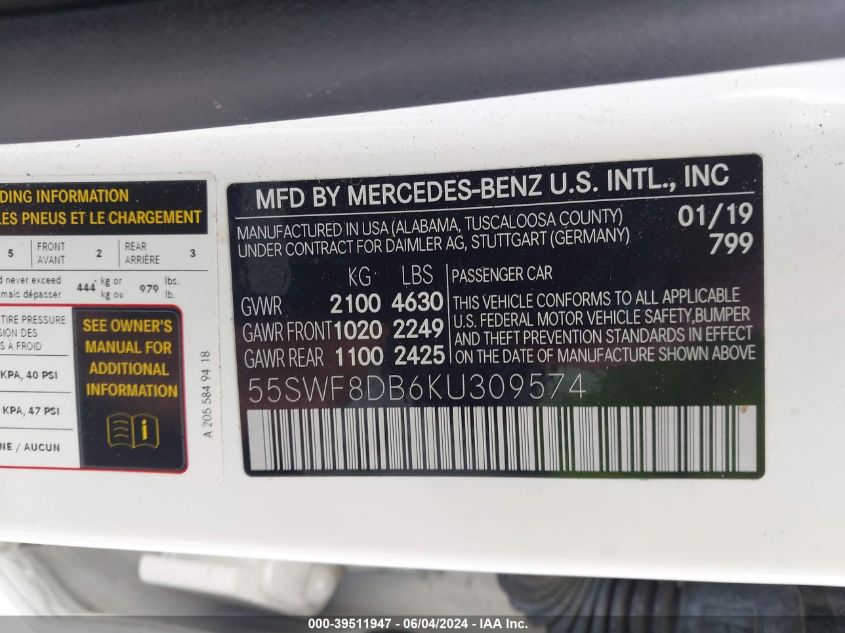 DING INFORMATION
LES PNEUS ET LE CHARGEMENT
5 FRONT AVANT 2 REAR ARRIÈRE 3
d never exceed
mais dépasser 444 kg or kg ou 979 lbs. lb.
TIRE PRESSURE
SION DES
S À FROID
KPA, 40 PSI
KPA, 47 PSI
NE / AUCUN
SEE OWNER'S
MANUAL FOR
ADDITIONAL
INFORMATION
A 205 584 94 18
MFD BY MERCEDES-BENZ U.S. INTL., INC
MANUFACTURED IN USA (ALABAMA, TUSCALOOSA COUNTY) 01/19
UNDER CONTRACT FOR DAIMLER AG, STUTTGART (GERMANY) 799
KG LBS
GVWR 2100 4630
GAWR FRONT 1020 2249
GAWR REAR 1100 2425
PASSENGER CAR
THIS VEHICLE CONFORMS TO ALL APPLICABLE
U.S. FEDERAL MOTOR VEHICLE SAFETY,BUMPER
AND THEFT PREVENTION STANDARDS IN EFFECT
ON THE DATE OF MANUFACTURE SHOWN ABOVE
55SWF8DB6KU309574
000-39511947 - 06/04/2024 - IAA Inc.